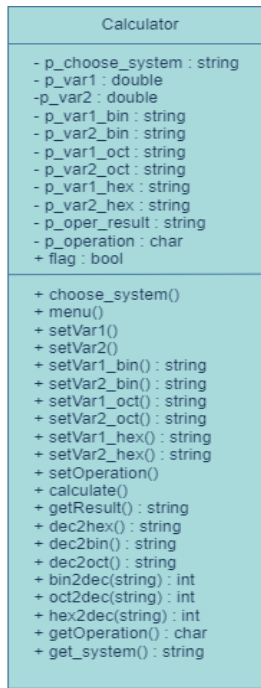 Calculator
- p_choose_system : string
- p_var1 : double
-p_var2 : double
- p_var1_bin : string
- p_var2_bin : string
- p_var1_oct : string
- p_var2_oct : string
- p_var1_hex : string
- p_var2_hex : string
- p_oper_result : string
- p_operation : char
+ flag : bool
+ choose_system()
+ menu()
+ setVar1()
+ setVar2()
+ setVar1_bin() : string
+ setVar2_bin() : string
+ setVar1_oct() : string
+ setVar2_oct() : string
+ setVar1_hex() : string
+ setVar2_hex() : string
+ setOperation()
+ calculate()
+ getResult() : string
+ dec2hex() : string
+ dec2bin() : string
+ dec2oct() : string
+ bin2dec(string) : int
+ oct2dec(string) : int
+ hex2dec(string) : int
+ getOperation() : char
+ get_system() : string